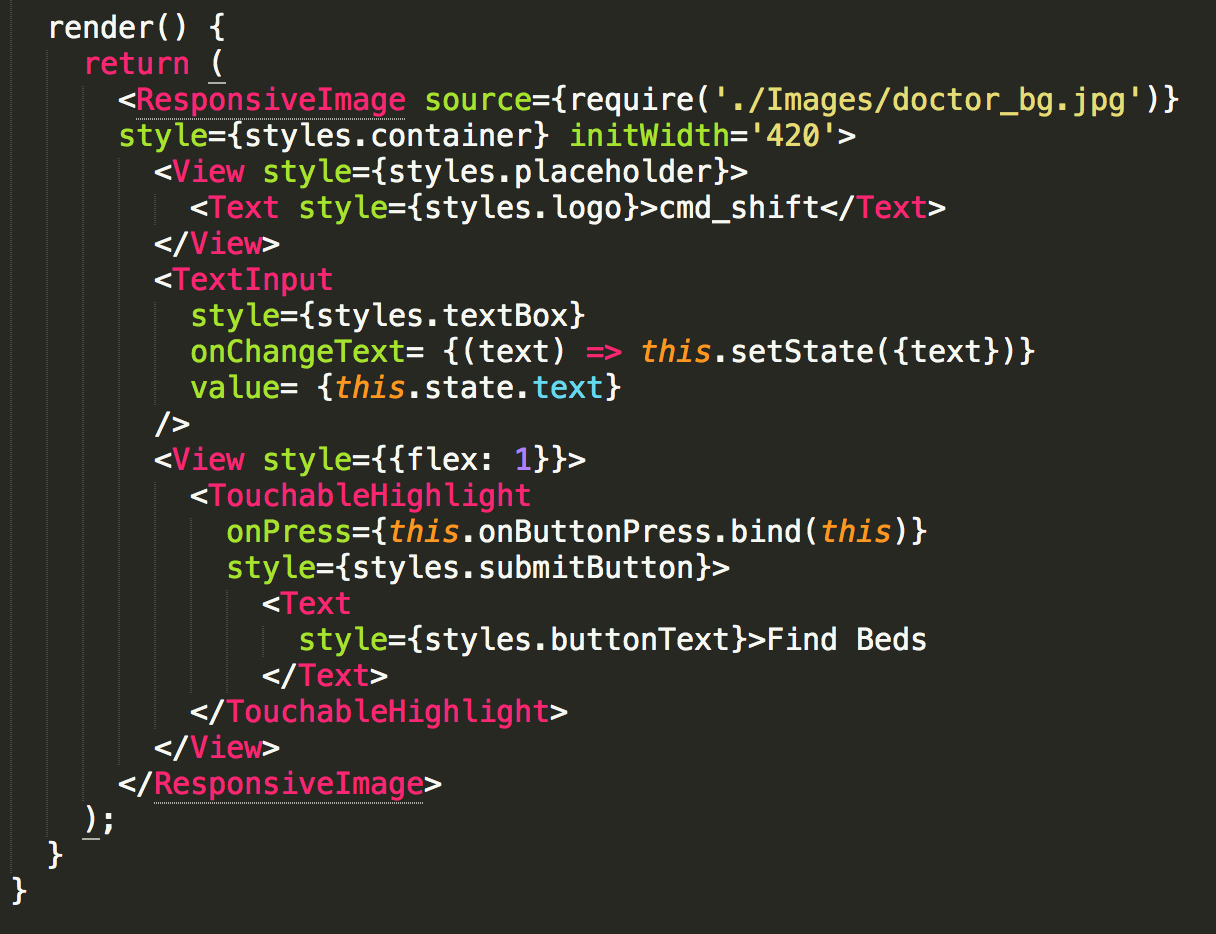 render() {
return (
<ResponsiveImage source={require('./Images/doctor_bg.jpg')}
style={styles.container} initWidth='420'>
<View style={styles.placeholder}>
<Text style={styles.logo}>cmd_shift</Text>
</View>
<TextInput
style={styles.textBox}
onChangeText= {(text) => this.setState({text})}
value= {this.state.text}
/>
<View style={{flex: 1}}>
<TouchableHighlight
onPress={this.onButtonPress.bind(this)}
style={styles.submitButton}>
<Text
style={styles.buttonText}>Find Beds
</Text>
</TouchableHighlight>
</View>
</ResponsiveImage>
);
}
}